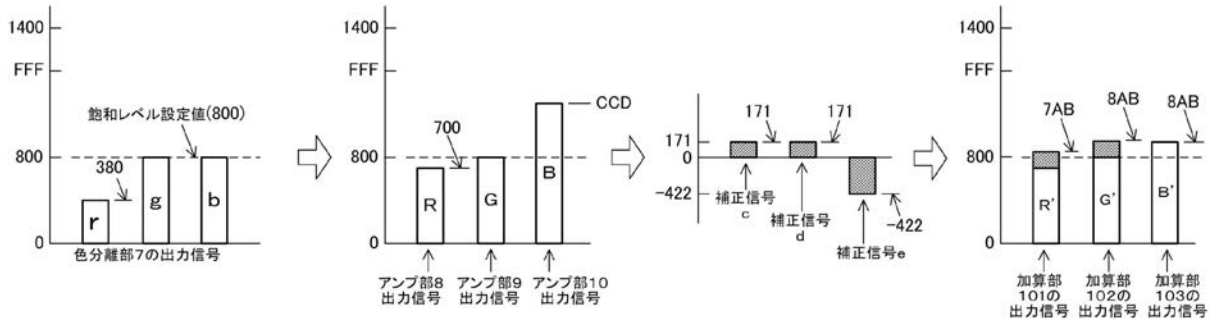 1400
FFF
飽和レベル設定値(800)
800
380
r
g
b
0
色分離部7の出力信号
1400
FFF
CCD
700
800
R
G
B
0
アンプ部8
出力信号
アンプ部9
出力信号
アンプ部10
出力信号
171
171
171
0
-422
補正信号
c
補正信号
d
-422
補正信号e
1400
FFF
7AB
8AB
8AB
800
R'
G'
B'
0
加算部
101の
出力信号
加算部
102の
出力信号
加算部
103の
出力信号